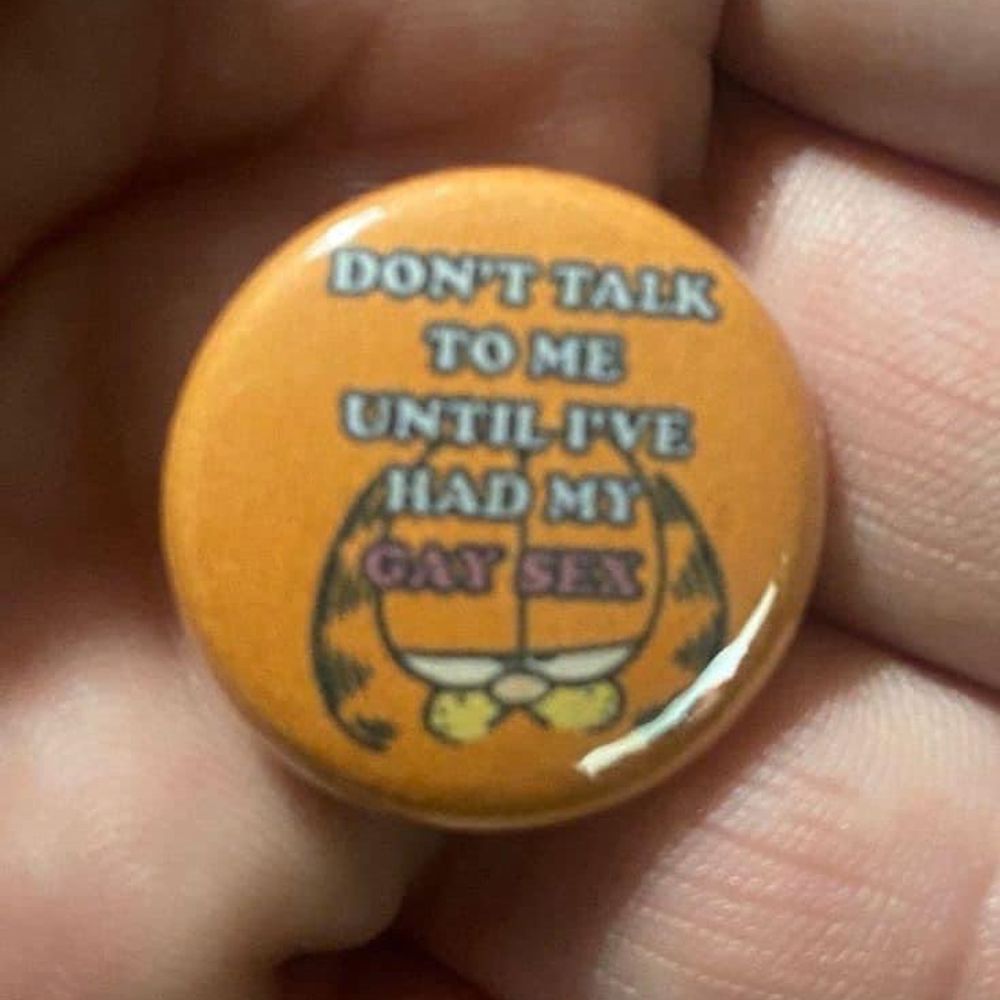 DON'T TALK
TO ME
UNTIL I'VE
HAD MY
GAY SEX